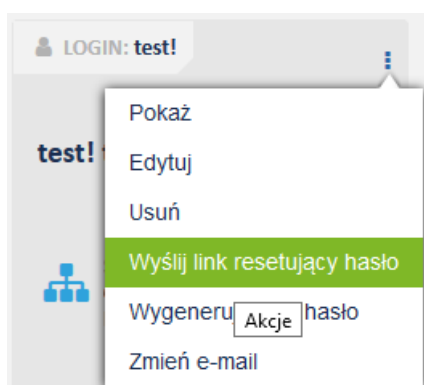 LOGIN: test!
Pokaż
test!
Edytuj
Usuń
Wyślij link resetujący hasło
Wygeneru hasło
Akcje
Zmień e-mail